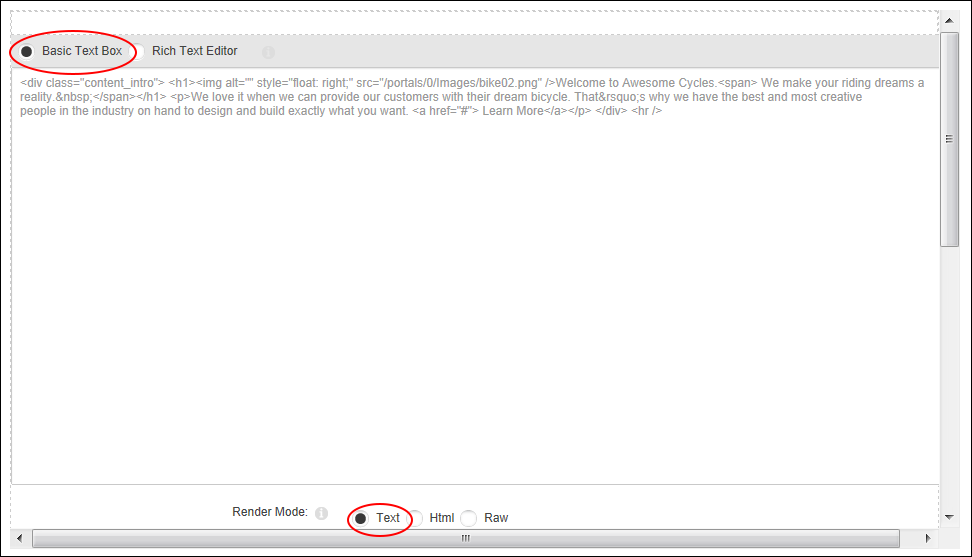 Basic Text Box Rich Text Editor
<div class="content_intro"> <h1><img alt="" style="float: right;" src="/portals/0/Images/bike02.png" />Welcome to Awesome Cycles.<span> We make your riding dreams a
reality.&nbsp;</span></h1> <p>We love it when we can provide our customers with their dream bicycle. That&rsquo;s why we have the best and most creative
people in the industry on hand to design and build exactly what you want. <a href="#"> Learn More</a></p> </div> <hr />
Render Mode: Text Html Raw